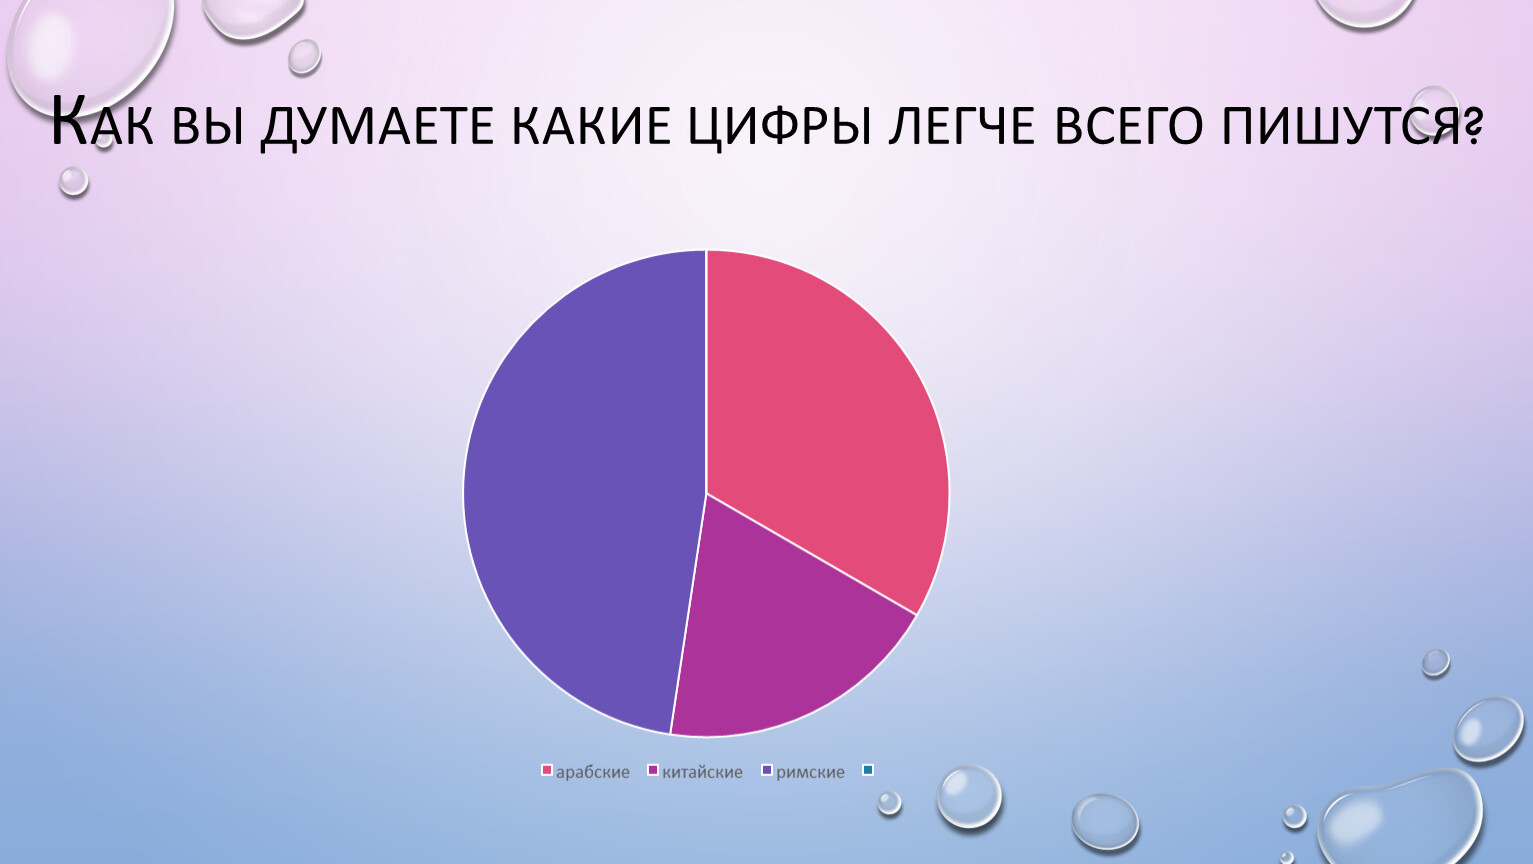 Как вы думаете какие цифры легче всего пишутся?
арабские китайские римские